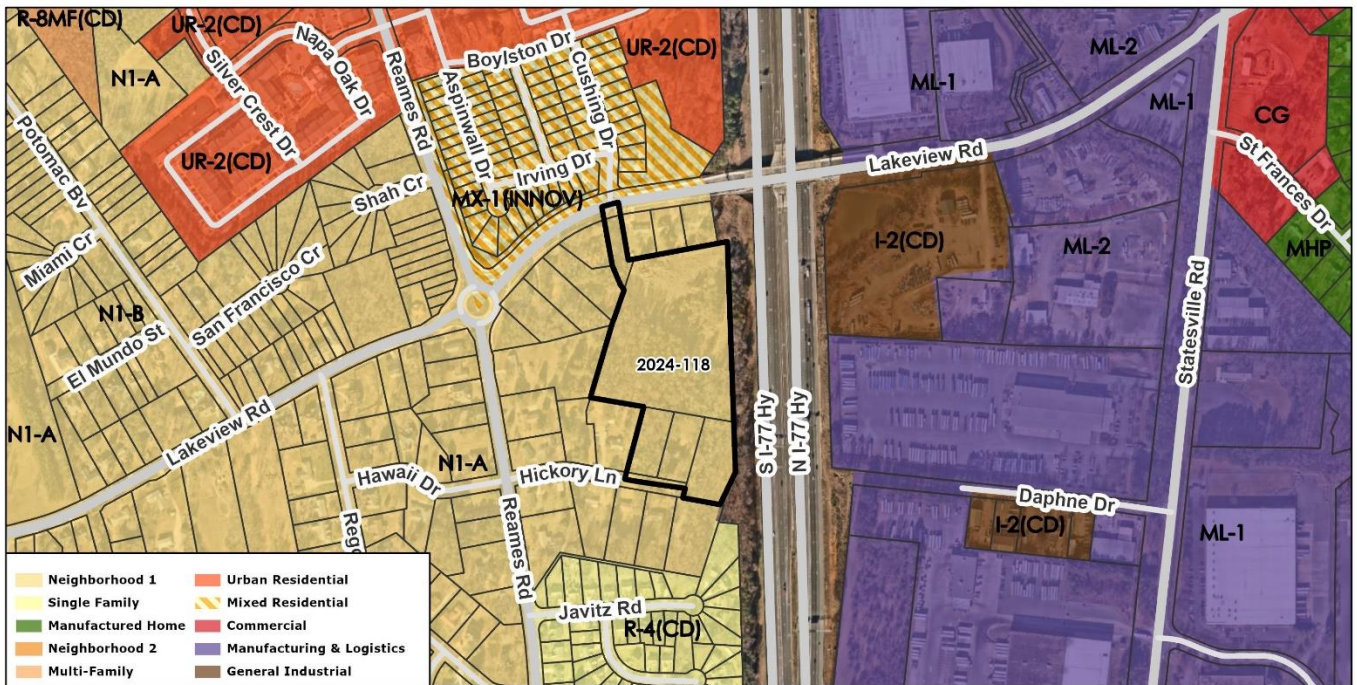 R-8MF(CD)
UR-2(CD)
N1-A
Napa Oak Dr
Silver Crest Dr
UR-2(CD)
Reames Rd
Boylston Dr
Aspinwall Dr
Cushing Dr
Irving Dr
UR-2(CD)
MX-1(INNOV)
Potomac Bv
Shah Cr
Miami Cr
San Francisco Cr
N1-B
El Mundo St
N1-A
Lakeview Rd
Hawaii Dr
N1-A
Hickory Ln
Reames Rd
Javitz Rd
R-4(CD)
2024-118
S I-77 Hy
N I-77 Hy
ML-1
ML-2
ML-1
Lakeview Rd
CG
St Frances Dr
MHP
I-2(CD)
ML-2
Statesville Rd
Daphne Dr
I-2(CD)
ML-1
Neighborhood 1
Single Family
Manufactured Home
Neighborhood 2
Multi-Family
Urban Residential
Mixed Residential
Commercial
Manufacturing & Logistics
General Industrial